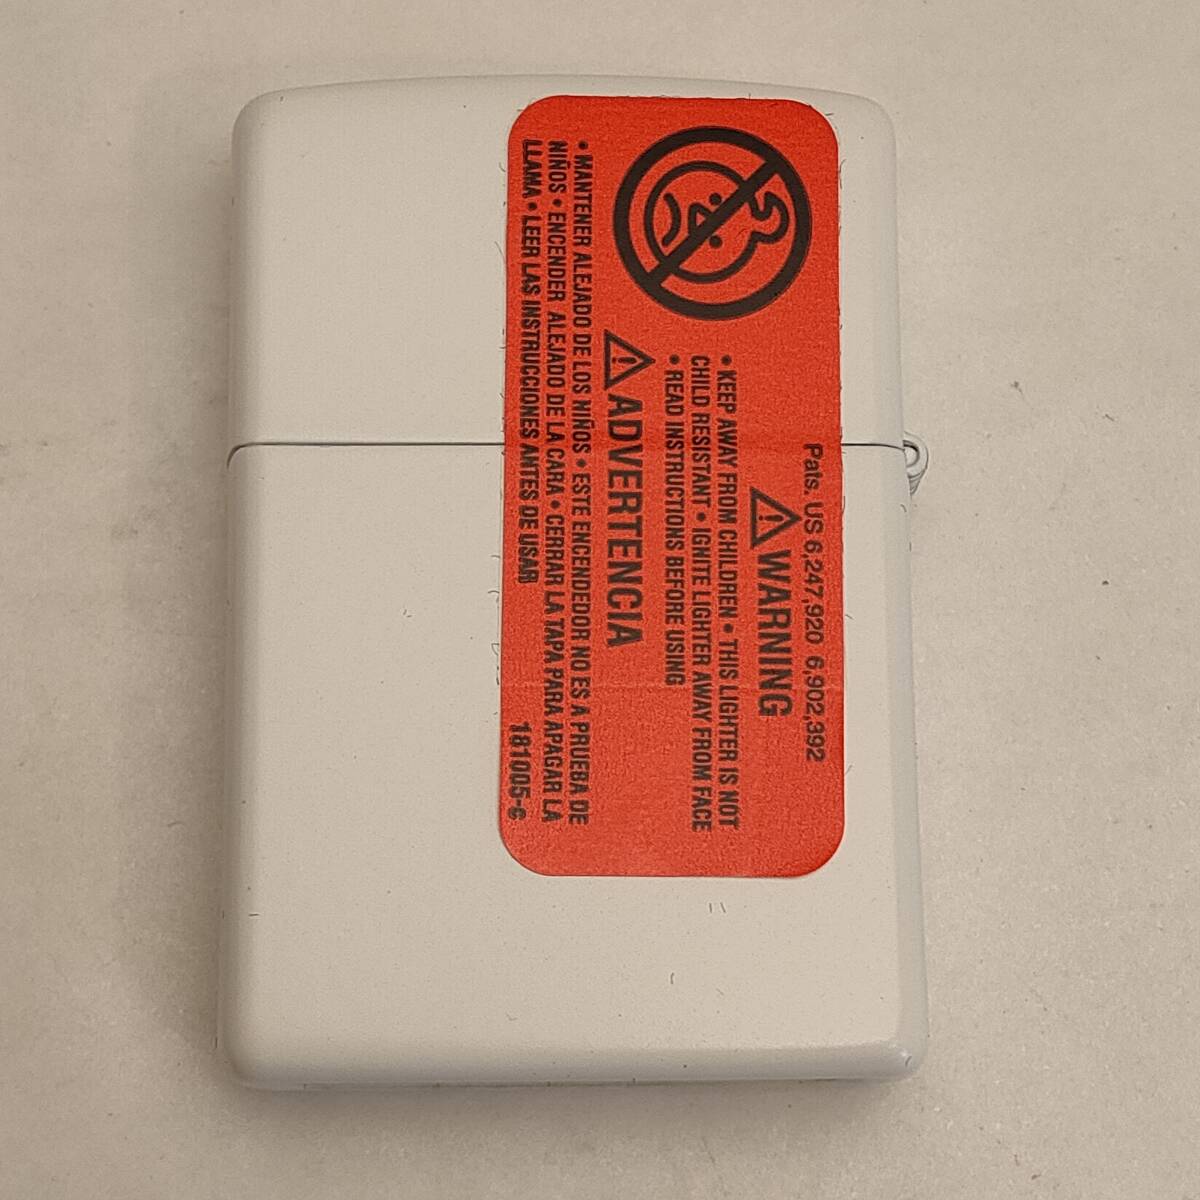 Pats. US 6,247,920 6,902,392
WARNING
• KEEP AWAY FROM CHILDREN • THIS LIGHTER IS NOT
CHILD RESISTANT • IGNITE LIGHTER AWAY FROM FACE
• READ INSTRUCTIONS BEFORE USING
ADVERTENCIA
• MANTENER ALEJADO DE LOS NIÑOS • ESTE ENCENDEDOR NO ES A PRUEBA DE
NIÑOS • ENCENDER ALEJADO DE LA CARA • CERRAR LA TAPA PARA APAGAR LA
LLAMA • LEER LAS INSTRUCCIONES ANTES DE USAR
181005-c